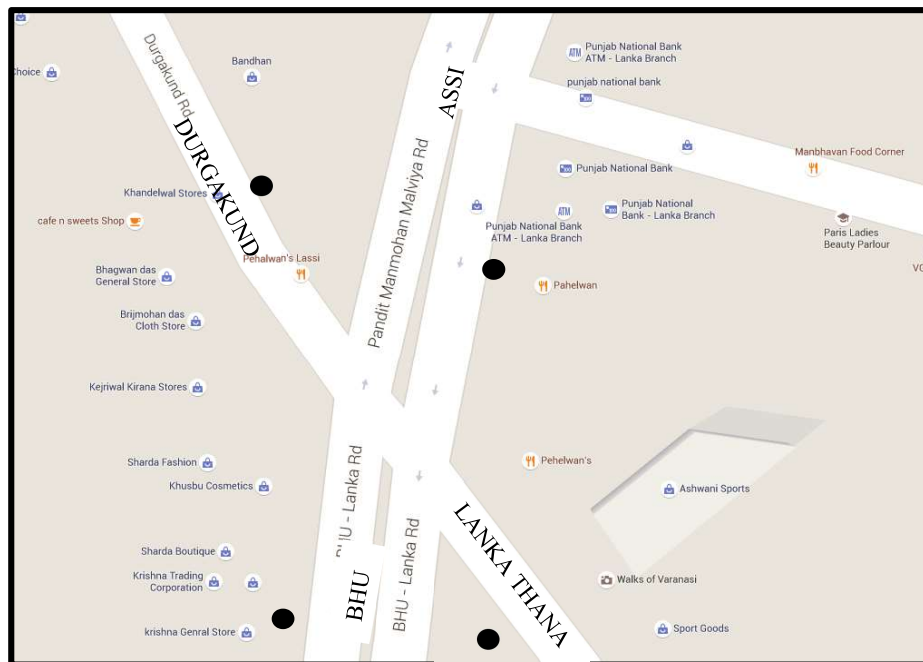 Choice
Durgakund Rd
Bandhan
DURGAKUND
ASSI
Pandit Manmohan Malviya Rd
Punjab National Bank
ATM - Lanka Branch
punjab national bank
Manbhavan Food Corner
Khandelwal Stores
Punjab National Bank
cafe n sweets Shop
Punjab National Bank
ATM - Lanka Branch
Punjab National
Bank - Lanka Branch
Paris Ladies
Beauty Parlour
Pehalwan's Lassi
VG
Bhagwan das
General Store
Pahelwan
Brijmohan das
Cloth Store
Kejriwal Kirana Stores
Sharda Fashion
Pehelwan's
Khusbu Cosmetics
Ashwani Sports
BHU - Lanka Rd
BHU - Lanka Rd
LANKA THANA
BHU
Sharda Boutique
Krishna Trading
Corporation
Walks of Varanasi
krishna Genral Store
Sport Goods
ATM
ATM